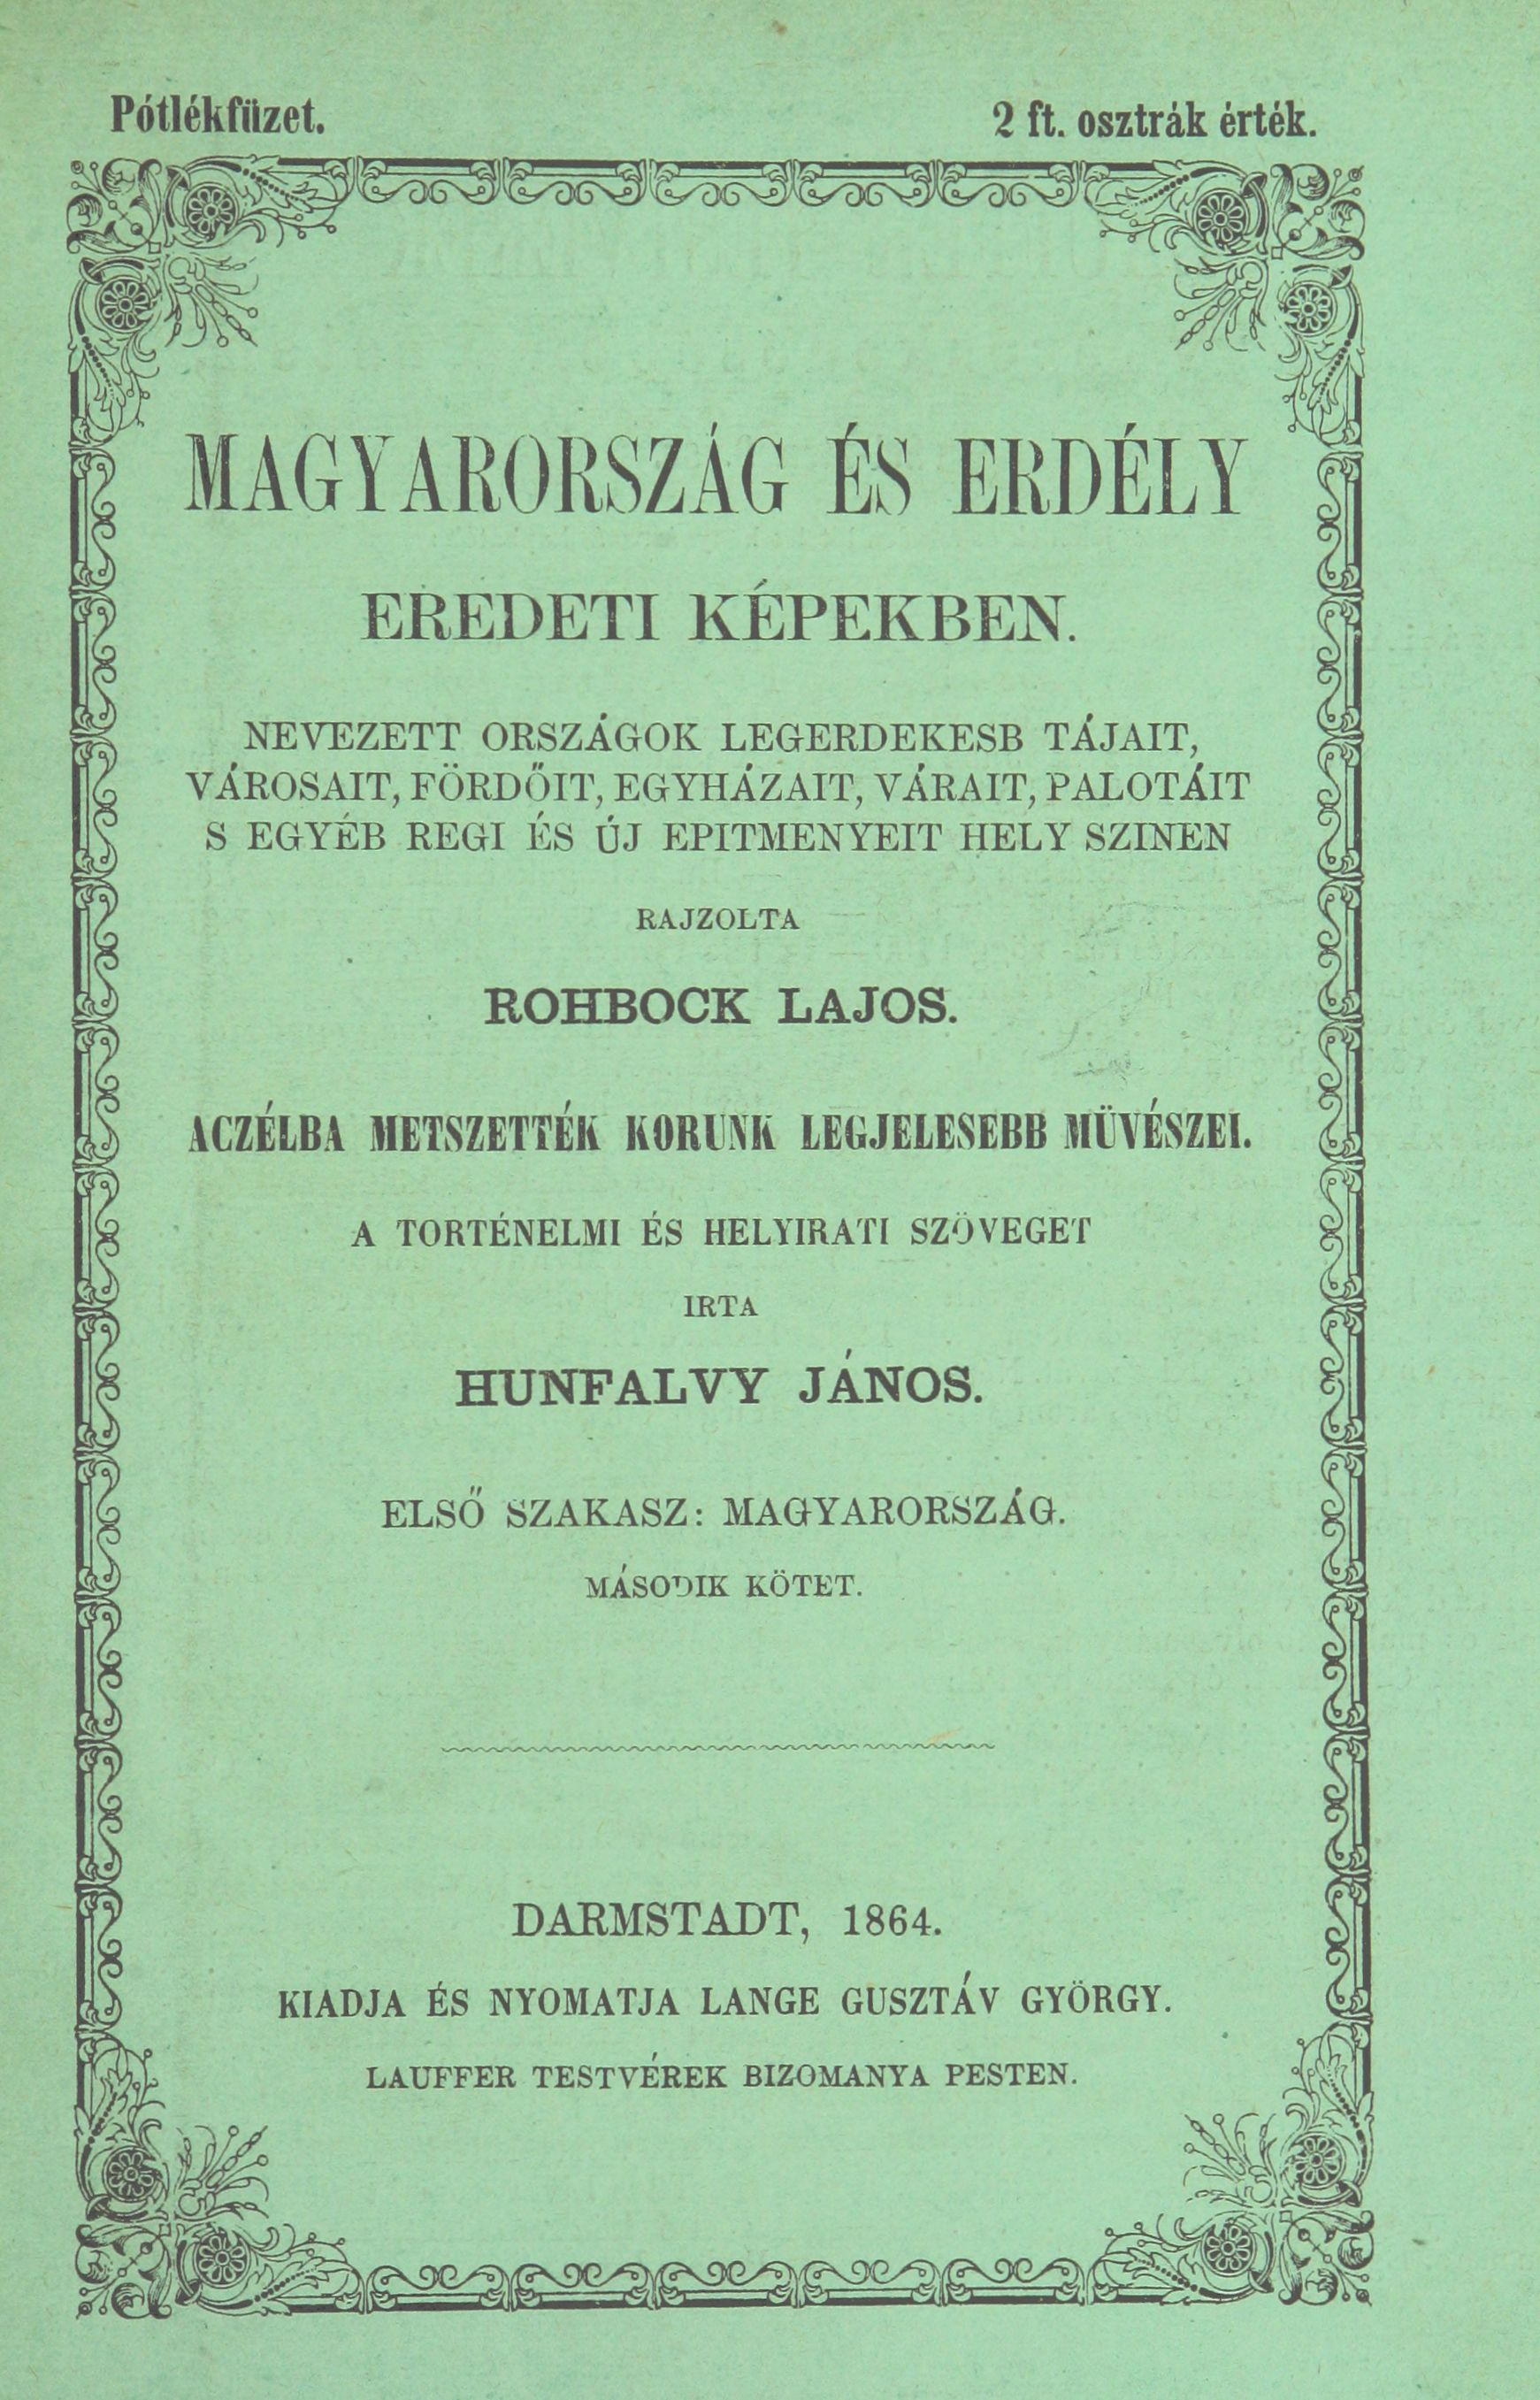 Pótlékfüzet.
2 ft. osztrák érték.
MAGYARORSZÁG ÉS ERDÉLY
EREDETI KÉPEKBEN.
NEVEZETT ORSZÁGOK LEGERDEKESB TÁJAIT,
VÁROSAIT, FÖRDŐIT, EGYHÁZAIT, VÁRAIT, PALOTÁIT
S EGYÉB REGI ÉS ÚJ EPITMENYEIT HELY SZINEN
RAJZOLTA
ROHBOCK LAJOS.
ACZÉLBA METSZETTÉK KORUNK LEGJELESEBB MÜVÉSZEI.
A TORTÉNELMI ÉS HELYIRATI SZÖVEGET
IRTA
HUNFALVY JÁNOS.
ELSŐ SZAKASZ: MAGYARORSZÁG.
MÁSODIK KÖTET.
DARMSTADT, 1864.
KIADJA ÉS NYOMATJA LANGE GUSZTÁV GYÖRGY.
LAUFFER TESTVÉREK BIZOMANYA PESTEN.